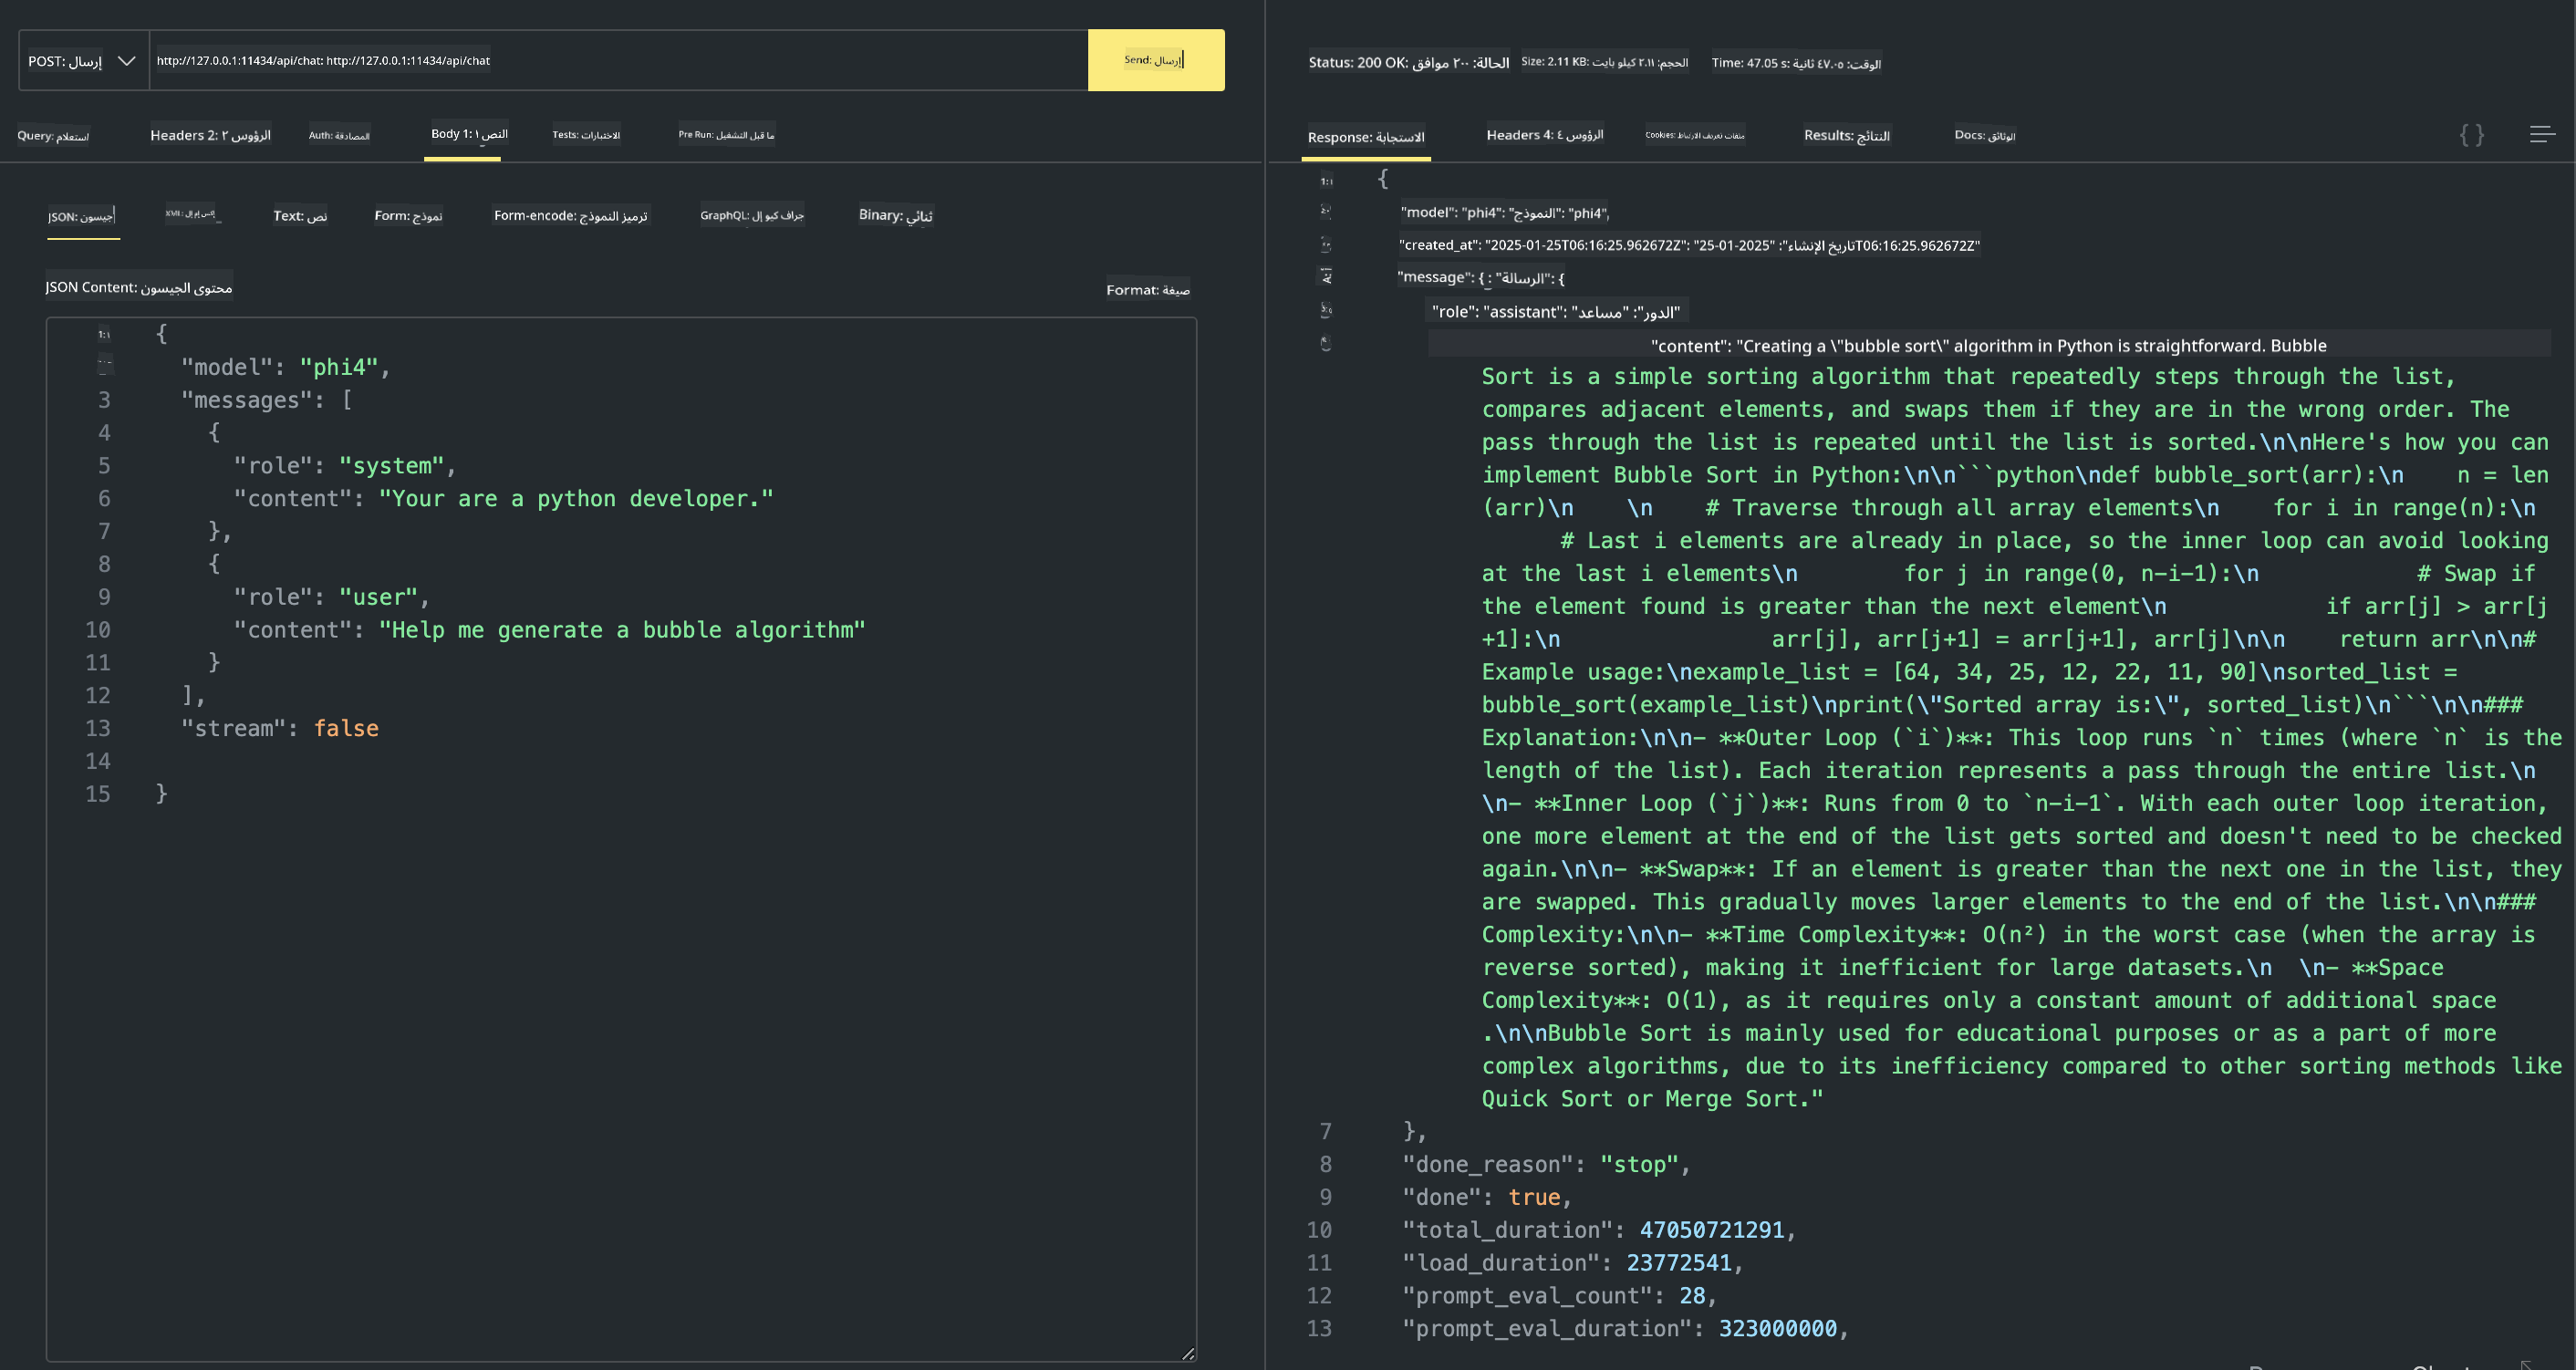 POST: إرسال
http://127.0.0.1:11434/api/chat: http://127.0.0.1:11434/api/chat
Send: إرسال
Query: استعلام
Headers 2: الرؤوس ٢
Auth: المصادقة
Body 1: النص ١
Tests: الاختبارات
Pre Run: ما قبل التشغيل
JSON: جيسون
Text: نص
Form: نموذج
Form-encode: ترميز النموذج
GraphQL: جراف كيو إل
Binary: ثنائي
JSON Content: محتوى الجيسون
Format: صيغة
1:١ {
"model": "phi4",
3 "messages": [
4 {
5 "role": "system",
6 "content": "Your are a python developer."
7 },
8 {
9 "role": "user",
10 "content": "Help me generate a bubble algorithm"
11 }
12 ],
13 "stream": false
14
15 }
Status: 200 OK: الحالة: ٢٠٠ موافق
Size: 2.11 KB: الحجم: ٢.١١ كيلو بايت
Time: 47.05 s: الوقت: ٤٧.٠٥ ثانية
Response: الاستجابة
Headers 4: الرؤوس ٤
Cookies: ملفات تعريف الارتباط
Results: النتائج
Docs: الوثائق
{ }
1:١ {
"model": "phi4": "النموذج": "phi4",
"created_at": "2025-01-25T06:16:25.962672Z": "تاريخ الإنشاء": "25-01-2025T06:16:25.962672Z"
"message": { : "الرسالة": {
"role": "assistant": "الدور": "مساعد"
"content": "Creating a \"bubble sort\" algorithm in Python is straightforward. Bubble
Sort is a simple sorting algorithm that repeatedly steps through the list,
compares adjacent elements, and swaps them if they are in the wrong order. The
pass through the list is repeated until the list is sorted.\n\nHere's how you can
implement Bubble Sort in Python:\n\n```python\ndef bubble_sort(arr):\n    n = len
(arr)\n    \n    # Traverse through all array elements\n    for i in range(n):\n
# Last i elements are already in place, so the inner loop can avoid looking
at the last i elements\n        for j in range(0, n-i-1):\n            # Swap if
the element found is greater than the next element\n            if arr[j] > arr[j
+1]:\n                arr[j], arr[j+1] = arr[j+1], arr[j]\n\n    return arr\n\n#
Example usage:\nexample_list = [64, 34, 25, 12, 22, 11, 90]\nsorted_list =
bubble_sort(example_list)\nprint(\"Sorted array is:\", sorted_list)\n```\n\n###
Explanation:\n\n- **Outer Loop (`i`)**: This loop runs `n` times (where `n` is the
length of the list). Each iteration represents a pass through the entire list.\n
\n- **Inner Loop (`j`)**: Runs from 0 to `n-i-1`. With each outer loop iteration,
one more element at the end of the list gets sorted and doesn't need to be checked
again.\n\n- **Swap**: If an element is greater than the next one in the list, they
are swapped. This gradually moves larger elements to the end of the list.\n\n###
Complexity:\n\n- **Time Complexity**: O(n²) in the worst case (when the array is
reverse sorted), making it inefficient for large datasets.\n  \n- **Space
Complexity**: O(1), as it requires only a constant amount of additional space
.\n\nBubble Sort is mainly used for educational purposes or as a part of more
complex algorithms, due to its inefficiency compared to other sorting methods like
Quick Sort or Merge Sort."
7 },
8 "done_reason": "stop",
9 "done": true,
10 "total_duration": 47050721291,
11 "load_duration": 23772541,
12 "prompt_eval_count": 28,
13 "prompt_eval_duration": 323000000,